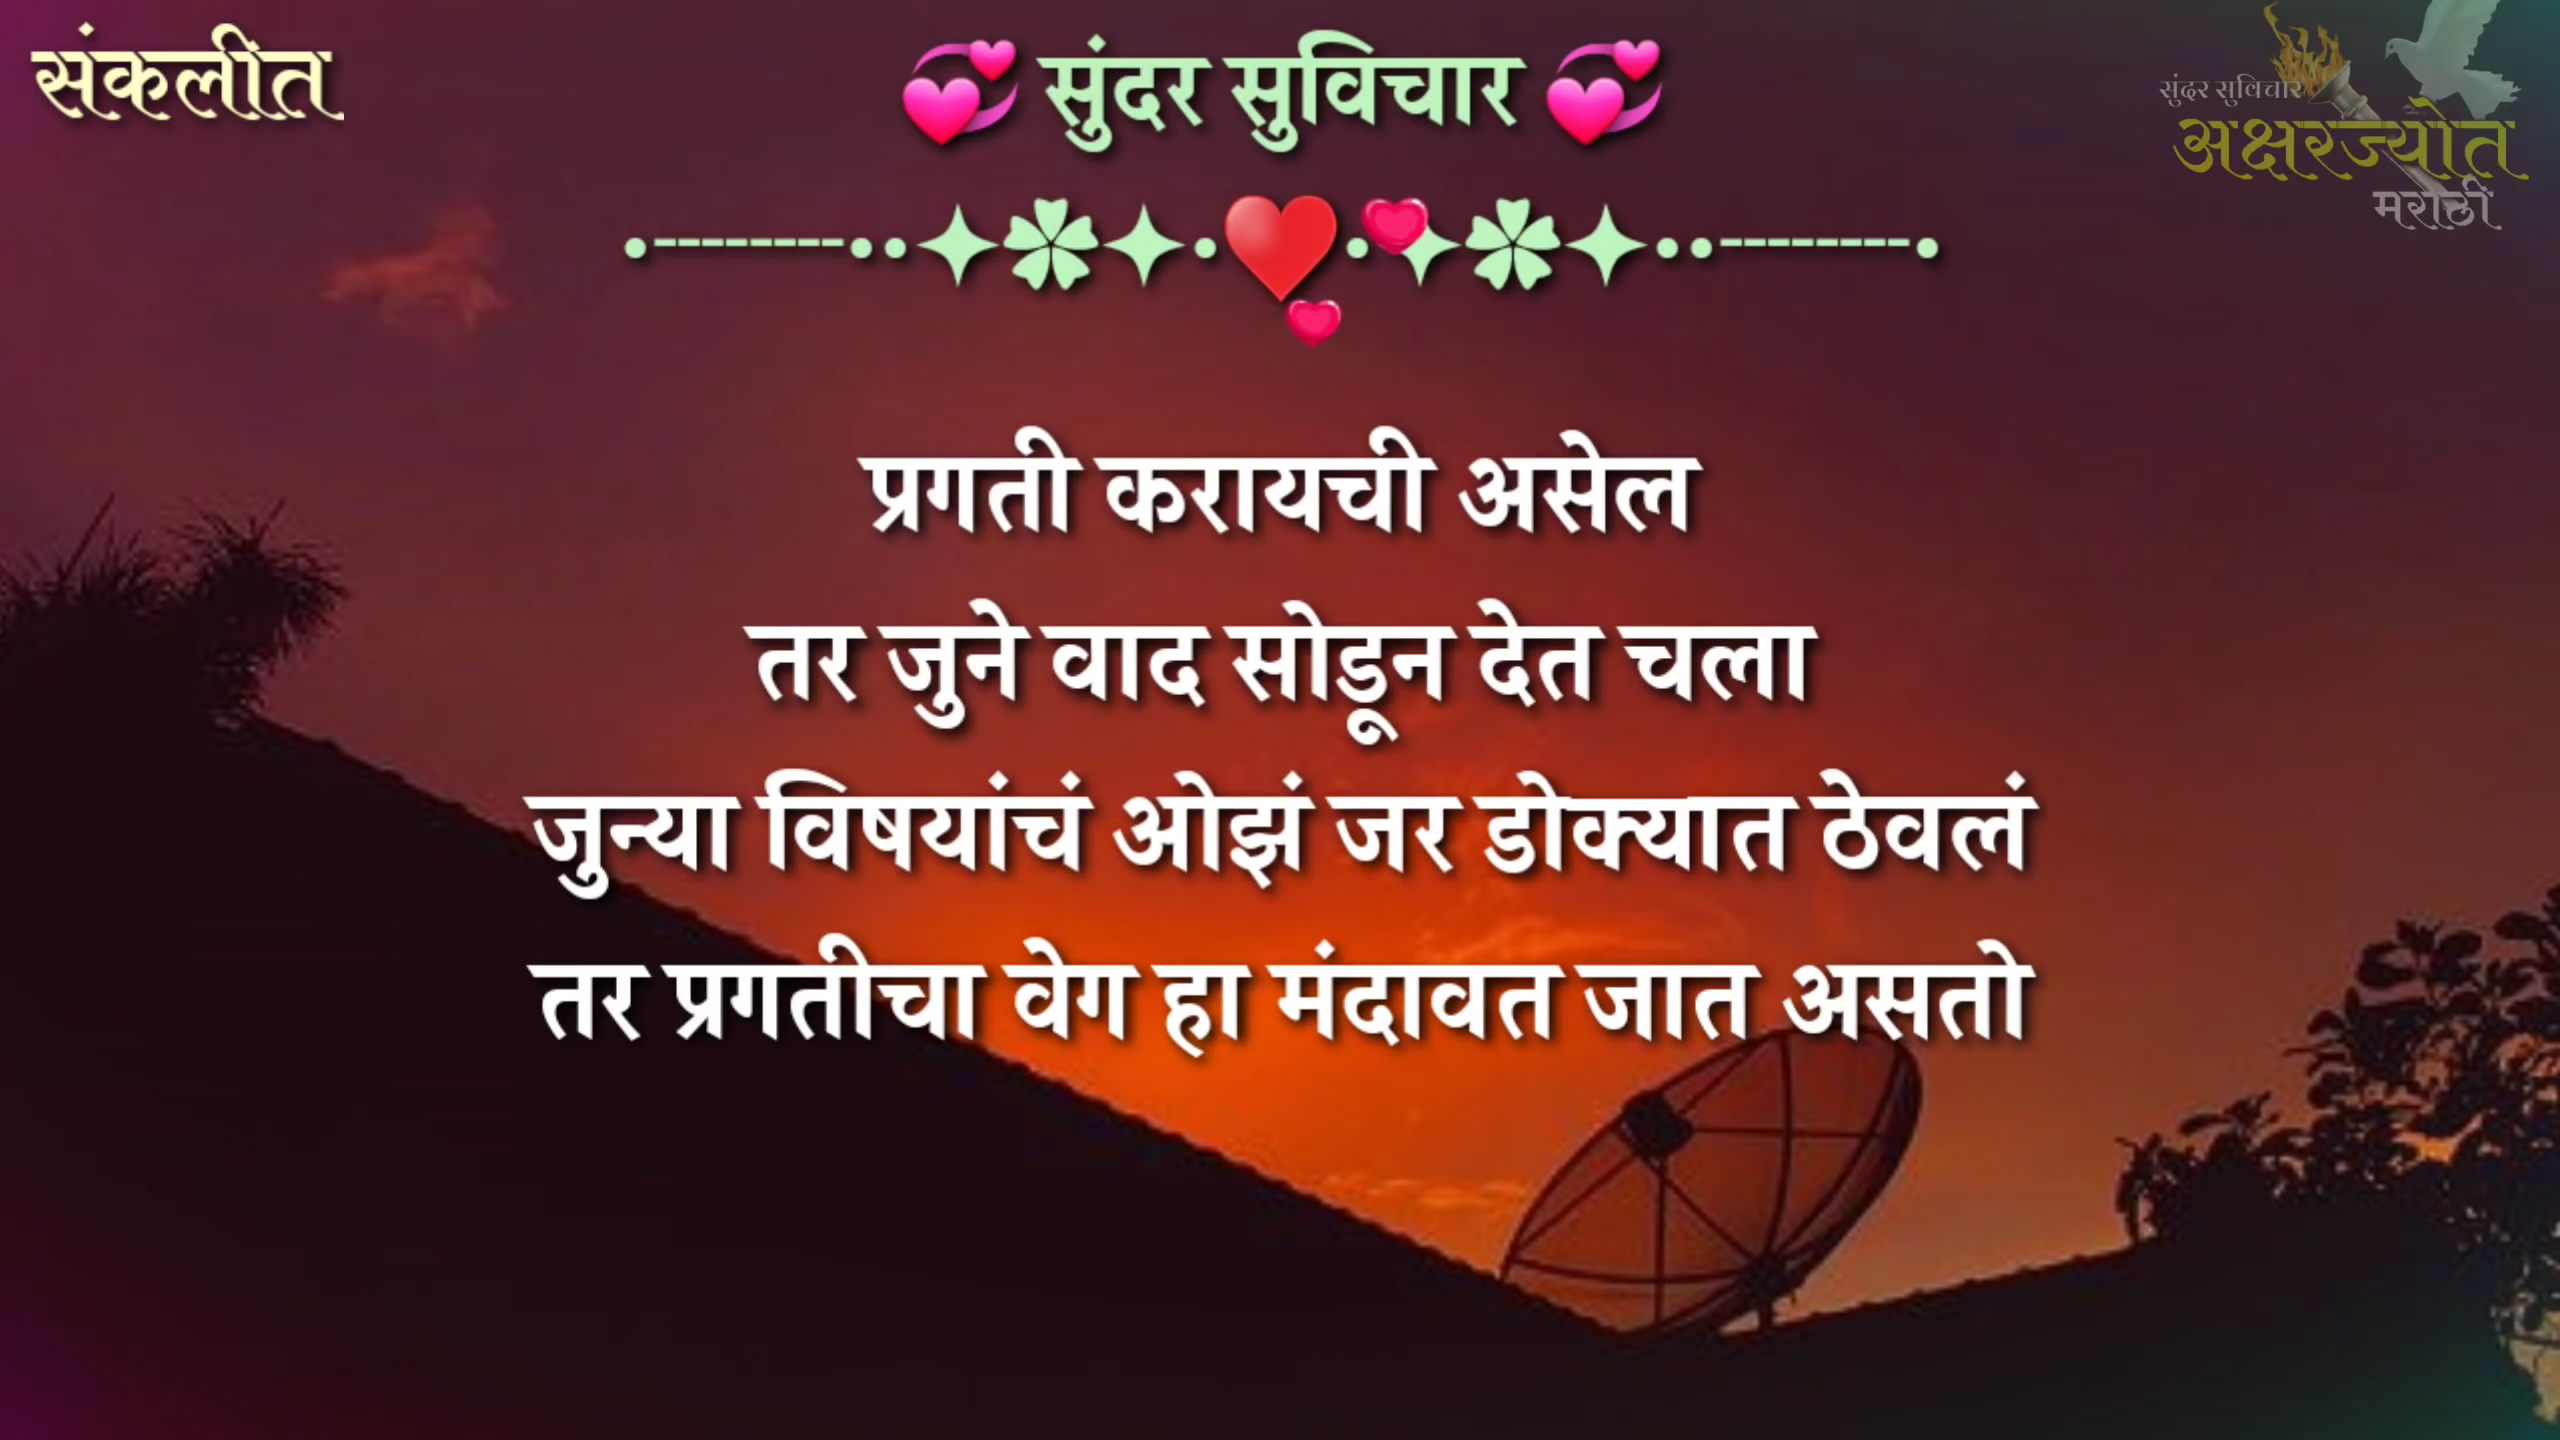 संकलीत
💞 सुंदर सुविचार 💞
सुंदर सुविचार
अक्षरज्योत
मराठी
प्रगती करायची असेल
तर जुने वाद सोडून देत चला
जुन्या विषयांचं ओझं जर डोक्यात ठेवलं
तर प्रगतीचा वेग हा मंदावत जात असतो